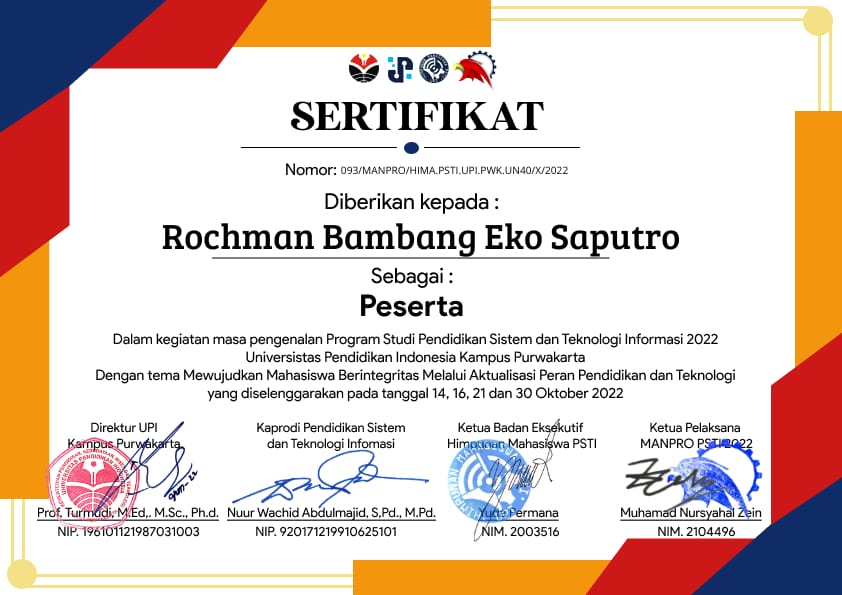 SERTIFIKAT
Nomor: 093/MANPRO/HIMA.PSTI.UPI.PWK.UN40/X/2022
Diberikan kepada :
Rochman Bambang Eko Saputro
Sebagai :
Peserta
Dalam kegiatan masa pengenalan Program Studi Pendidikan Sistem dan Teknologi Informasi 2022
Universistas Pendidikan Indonesia Kampus Purwakarta
Dengan tema Mewujudkan Mahasiswa Berintegritas Melalui Aktualisasi Peran Pendidikan dan Teknologi
yang diselenggarakan pada tanggal 14, 16, 21 dan 30 Oktober 2022
Direktur UPI
Kampus Purwakarta
Prof. Turmudi, M.Ed,. M.Sc., Ph.d.
NIP. 196101121987031003
Kaprodi Pendidikan Sistem
dan Teknologi Infomasi
Nuur Wachid Abdulmajid, S,Pd., M.Pd.
NIP. 920171219910625101
Ketua Badan Eksekutif
Himpunan Mahasiswa PSTI
Yude Permana
NIM. 2003516
Ketua Pelaksana
MANPRO PSTI 2022
Muhamad Nursyahal Zein
NIM. 2104496